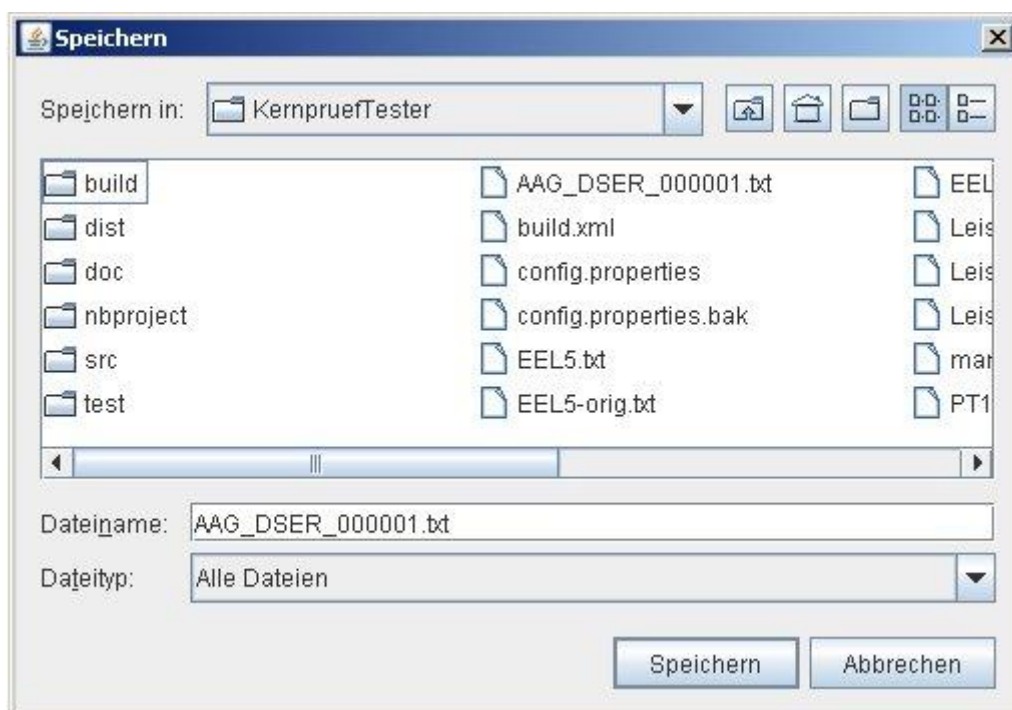 Speichern
Speichern in: KernpruefTester
build AAG_DSER_000001.txt EEL
dist build.xml Leis
doc config.properties Leis
nbproject config.properties.bak Leis
src EEL5.txt mar
test EEL5-orig.txt PT1
Dateiname: AAG_DSER_000001.txt
Dateityp: Alle Dateien
Speichern Abbrechen